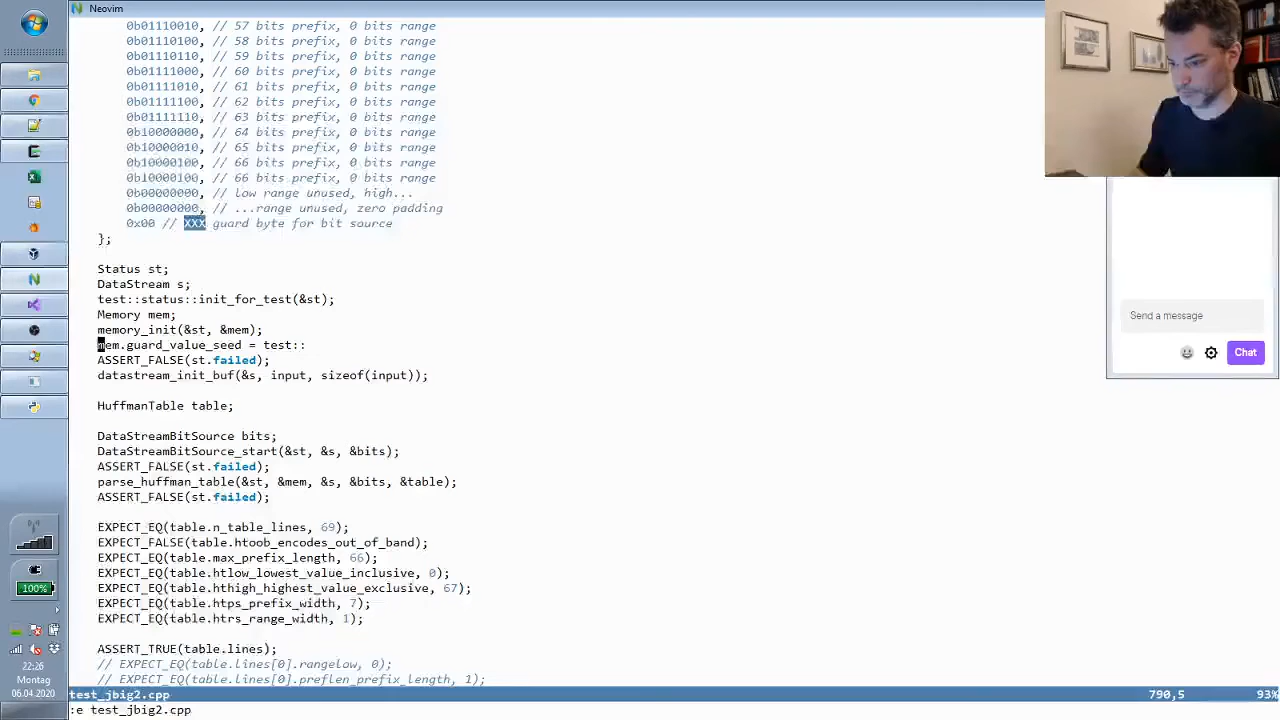 Neovim
0b01110010, // 57 bits prefix, 0 bits range
0b01110100, // 58 bits prefix, 0 bits range
0b01110110, // 59 bits prefix, 0 bits range
0b01111000, // 60 bits prefix, 0 bits range
0b01111010, // 61 bits prefix, 0 bits range
0b01111100, // 62 bits prefix, 0 bits range
0b01111110, // 63 bits prefix, 0 bits range
0b10000000, // 64 bits prefix, 0 bits range
0b10000010, // 65 bits prefix, 0 bits range
0b10000100, // 66 bits prefix, 0 bits range
0b10000100, // 66 bits prefix, 0 bits range
0b00000000, // low range unused, high...
0b00000000, // ...range unused, zero padding
0x00 // XXX guard byte for bit source
};
Status st;
DataStream s;
test::status::init_for_test(&st);
Memory mem;
memory_init(&st, &mem);
mem.guard_value_seed = test::
ASSERT_FALSE(st.failed);
datastream_init_buf(&s, input, sizeof(input));
HuffmanTable table;
DataStreamBitSource bits;
DataStreamBitSource_start(&st, &s, &bits);
ASSERT_FALSE(st.failed);
parse_huffman_table(&st, &mem, &s, &bits, &table);
ASSERT_FALSE(st.failed);
EXPECT_EQ(table.n_table_lines, 69);
EXPECT_FALSE(table.htoob_encodes_out_of_band);
EXPECT_EQ(table.max_prefix_length, 66);
EXPECT_EQ(table.htlow_lowest_value_inclusive, 0);
EXPECT_EQ(table.hthigh_highest_value_exclusive, 67);
EXPECT_EQ(table.htps_prefix_width, 7);
EXPECT_EQ(table.htrs_range_width, 1);
ASSERT_TRUE(table.lines);
// EXPECT_EQ(table.lines[0].rangelow, 0);
// EXPECT_EQ(table.lines[0].preflen_prefix_length, 1);
test_jbig2.cpp 790,5 93%
:e test_jbig2.cpp
Send a message
Chat
100%
22:26
Montag
06.04.2020